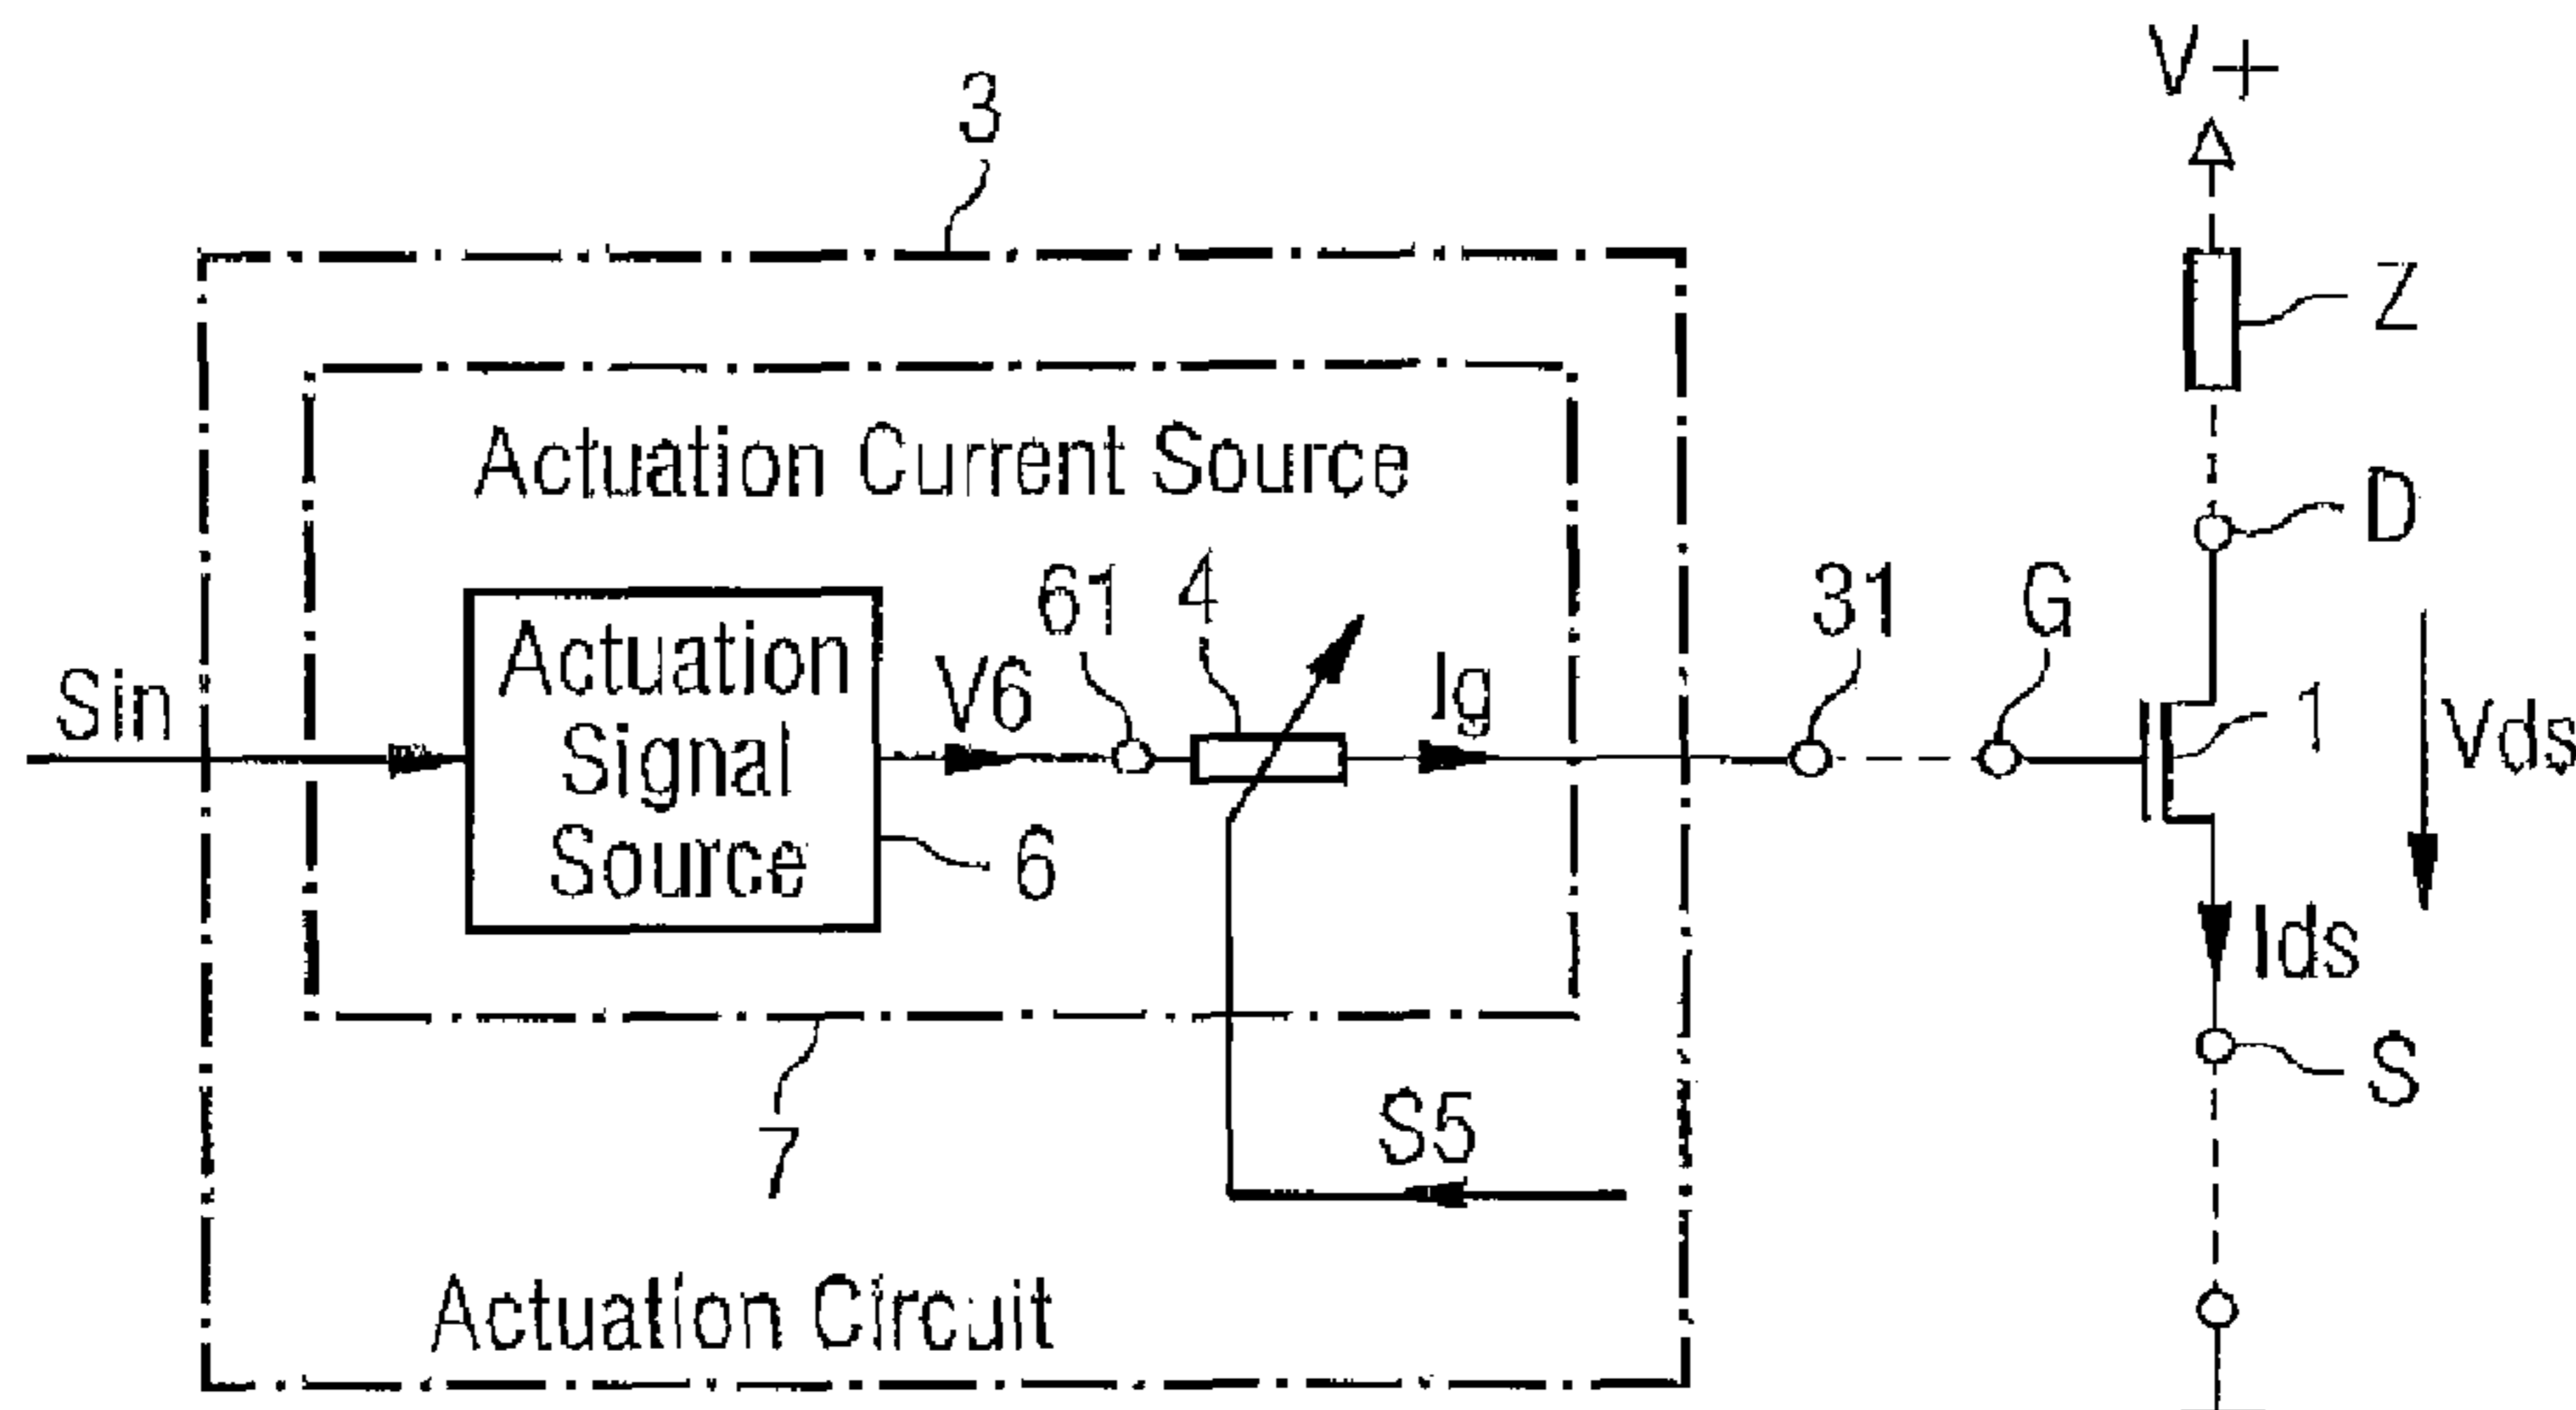 V+
3
Z
Actuation Current Source
D
61
4
31
G
Sin
Actuation
Signal
Source
V6
Ig
1
Vds
6
Ids
S
7
S5
Actuation Circuit